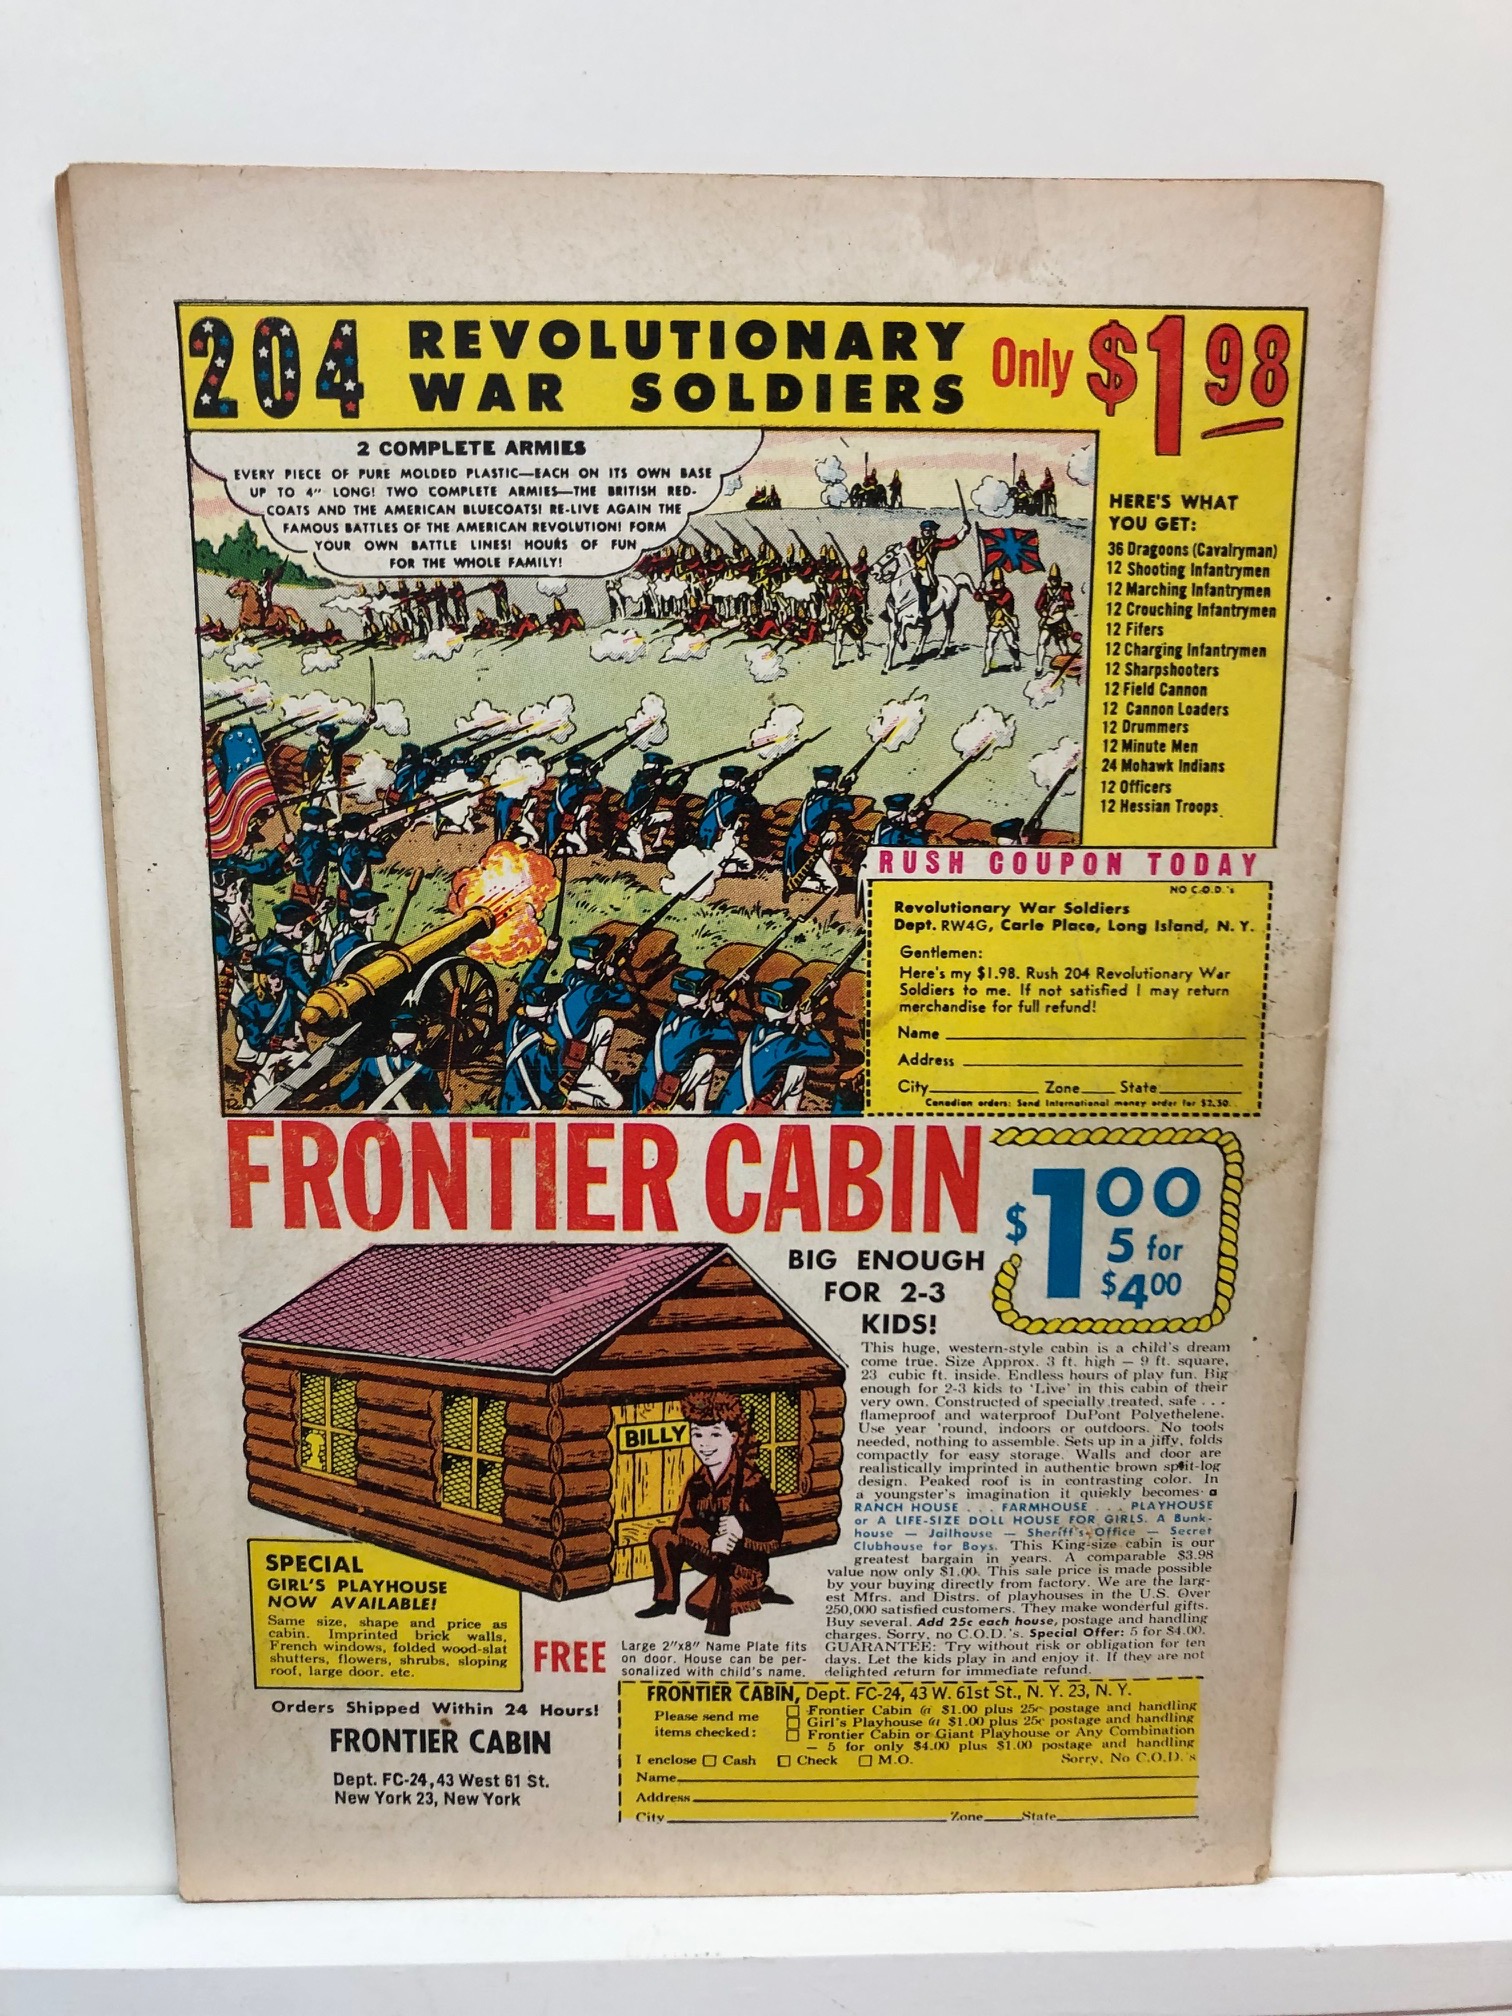 204 REVOLUTIONARY WAR SOLDIERS Only $1.98
2 COMPLETE ARMIES
EVERY PIECE OF PURE MOLDED PLASTIC—EACH ON ITS OWN BASE
UP TO 4" LONG! TWO COMPLETE ARMIES—THE BRITISH RED-
COATS AND THE AMERICAN BLUECOATS! RE-LIVE AGAIN THE
FAMOUS BATTLES OF THE AMERICAN REVOLUTION! FORM
YOUR OWN BATTLE LINES! HOURS OF FUN
FOR THE WHOLE FAMILY!
HERE'S WHAT
YOU GET:
36 Dragoons (Cavalryman)
12 Shooting Infantrymen
12 Marching Infantrymen
12 Crouching Infantrymen
12 Fifers
12 Charging Infantrymen
12 Sharpshooters
12 Field Cannon
12 Cannon Loaders
12 Drummers
12 Minute Men
24 Mohawk Indians
12 Officers
12 Hessian Troops
RUSH COUPON TODAY
NO C.O.D.'s
Revolutionary War Soldiers
Dept. RW4G, Carle Place, Long Island, N. Y.
Gentlemen:
Here's my $1.98. Rush 204 Revolutionary War
Soldiers to me. If not satisfied I may return
merchandise for full refund!
Name
Address
City Zone State
Canadian orders: Send International money order for $2.50.
FRONTIER CABIN
$1.00
5 for
$4.00
BIG ENOUGH
FOR 2-3
KIDS!
BILLY
This huge, western-style cabin is a child's dream
come true. Size Approx. 3 ft. high — 9 ft. square,
23 cubic ft. inside. Endless hours of play fun. Big
enough for 2-3 kids to 'Live' in this cabin of their
very own. Constructed of specially treated, safe . . .
flameproof and waterproof DuPont Polyethelene.
Use year 'round, indoors or outdoors. No tools
needed, nothing to assemble. Sets up in a jiffy, folds
compactly for easy storage. Walls and door are
realistically imprinted in authentic brown split-log
design. Peaked roof is in contrasting color. In
a youngster's imagination it quickly becomes a
RANCH HOUSE . . . FARMHOUSE . . . PLAYHOUSE
or A LIFE-SIZE DOLL HOUSE FOR GIRLS. A Bunk-
house — Jailhouse — Sheriff's Office — Secret
Clubhouse for Boys. This King-size cabin is our
greatest bargain in years. A comparable $3.98
value now only $1.00. This sale price is made possible
by your buying directly from factory. We are the larg-
est Mfrs. and Distrs. of playhouses in the U.S. Over
250,000 satisfied customers. They make wonderful gifts.
Buy several. Add 25c each house, postage and handling
charges. Sorry, no C.O.D.'s. Special Offer: 5 for $4.00.
GUARANTEE: Try without risk or obligation for ten
days. Let the kids play in and enjoy it. If they are not
delighted return for immediate refund.
SPECIAL
GIRL'S PLAYHOUSE
NOW AVAILABLE!
Same size, shape and price as
cabin. Imprinted brick walls,
French windows, folded wood-slat
shutters, flowers, shrubs, sloping
roof, large door. etc.
FREE
Large 2"x8" Name Plate fits
on door. House can be per-
sonalized with child's name.
Orders Shipped Within 24 Hours!
FRONTIER CABIN
Dept. FC-24, 43 West 61 St.
New York 23, New York
FRONTIER CABIN, Dept. FC-24, 43 W. 61st St., N. Y. 23, N. Y.
Please send me
items checked:
Frontier Cabin @ $1.00 plus 25c postage and handling
Girl's Playhouse @ $1.00 plus 25c postage and handling
Frontier Cabin or Giant Playhouse or Any Combination
— 5 for only $4.00 plus $1.00 postage and handling
I enclose Cash Check M.O. Sorry, No C.O.D.'s
Name
Address
City Zone State